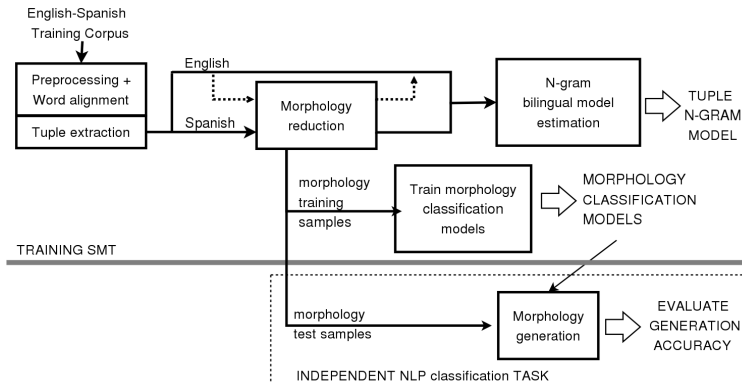 English-Spanish
Training Corpus
Preprocessing +
Word alignment
Tuple extraction
English
Spanish
Morphology
reduction
N-gram
bilingual model
estimation
TUPLE
N-GRAM
MODEL
morphology
training
samples
Train morphology
classification
models
MORPHOLOGY
CLASSIFICATION
MODELS
TRAINING SMT
morphology
test samples
Morphology
generation
EVALUATE
GENERATION
ACCURACY
INDEPENDENT NLP classification TASK